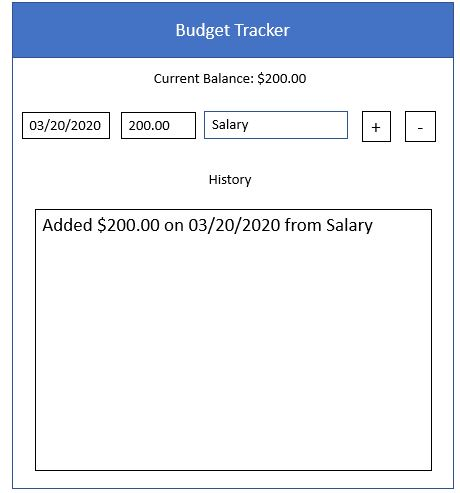 Budget Tracker
Current Balance: $200.00
03/20/2020 200.00 Salary + -
History
Added $200.00 on 03/20/2020 from Salary